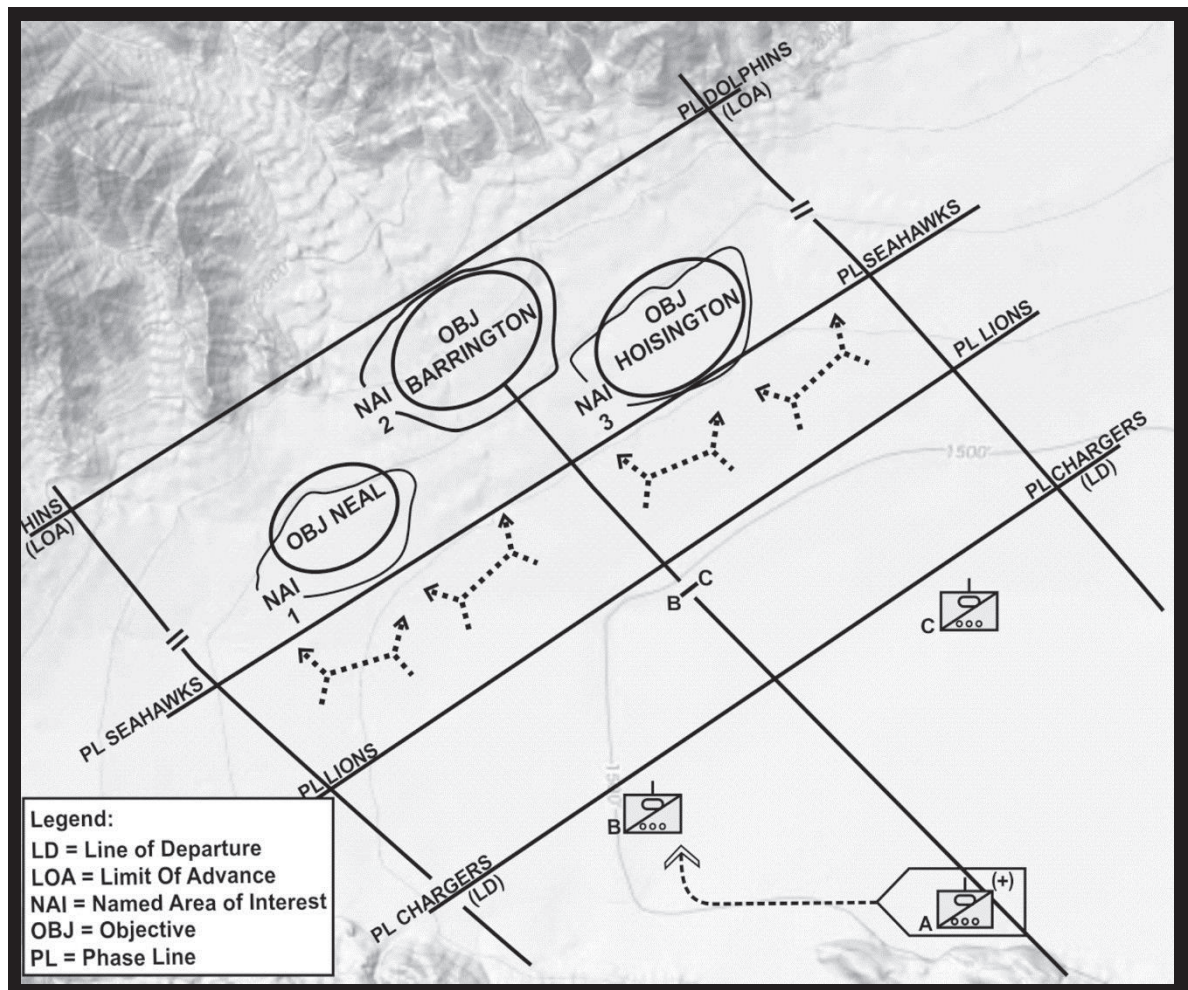 PL DOLPHINS
(LOA)
PL SEAHAWKS
PL LIONS
PL CHARGERS
(LD)
OBJ
BARRINGTON
NAI
2
OBJ
HOISINGTON
NAI
3
OBJ NEAL
NAI
1
HINS
(LOA)
1500'
B
C
C
PL SEAHAWKS
PL LIONS
B
PL CHARGERS
(LD)
A
(+)
Legend:
LD = Line of Departure
LOA = Limit Of Advance
NAI = Named Area of Interest
OBJ = Objective
PL = Phase Line